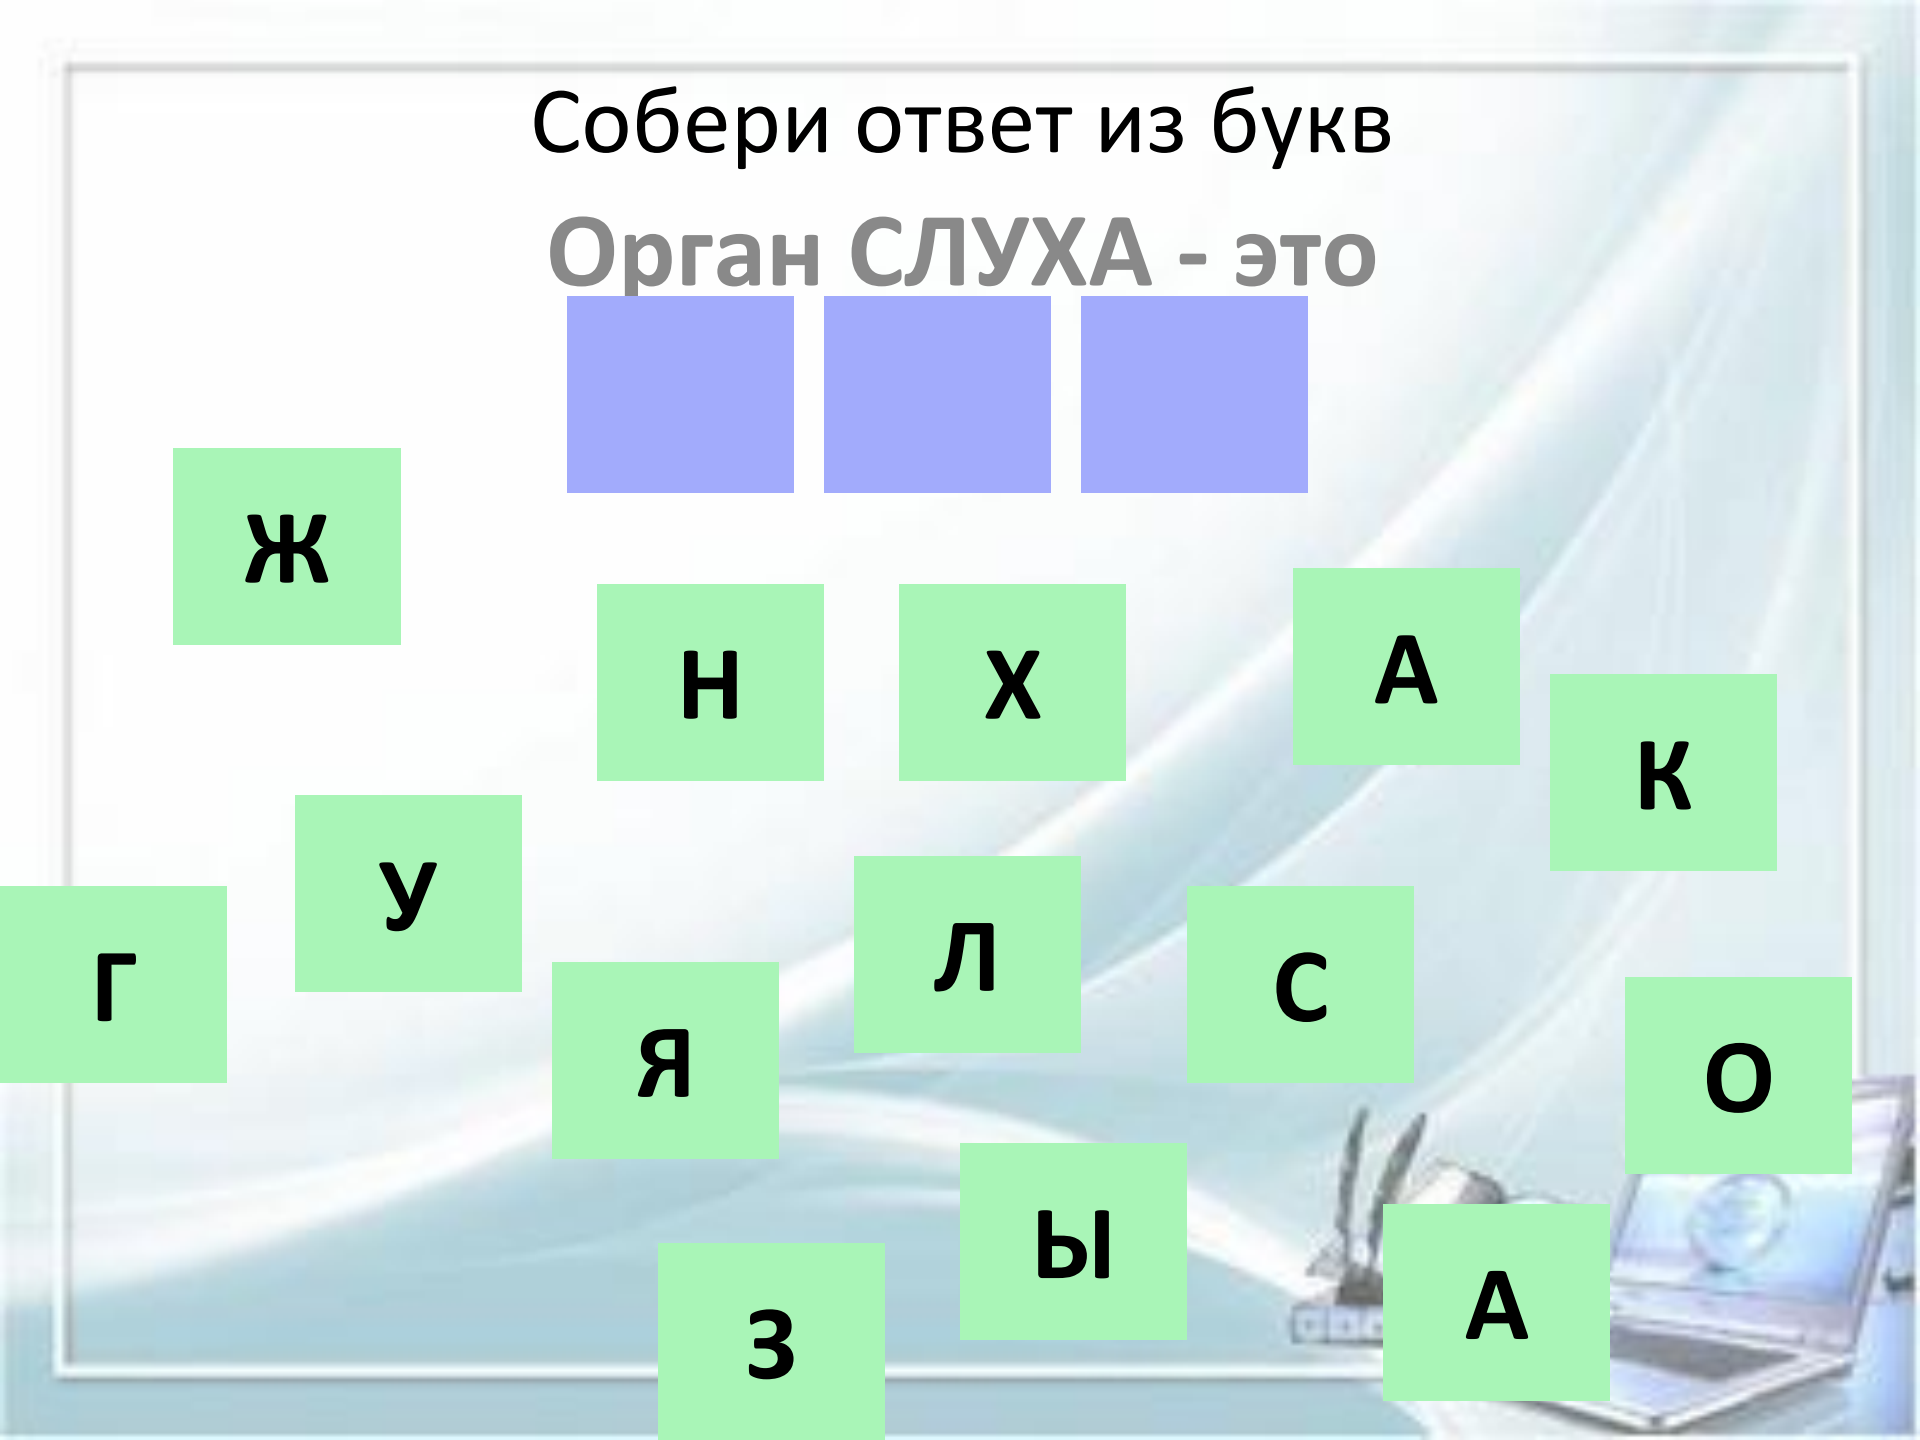 Собери ответ из букв
Орган СЛУХА - это
Ж
Н Х А
К
У
Г Л С
Я О
Ы
З А